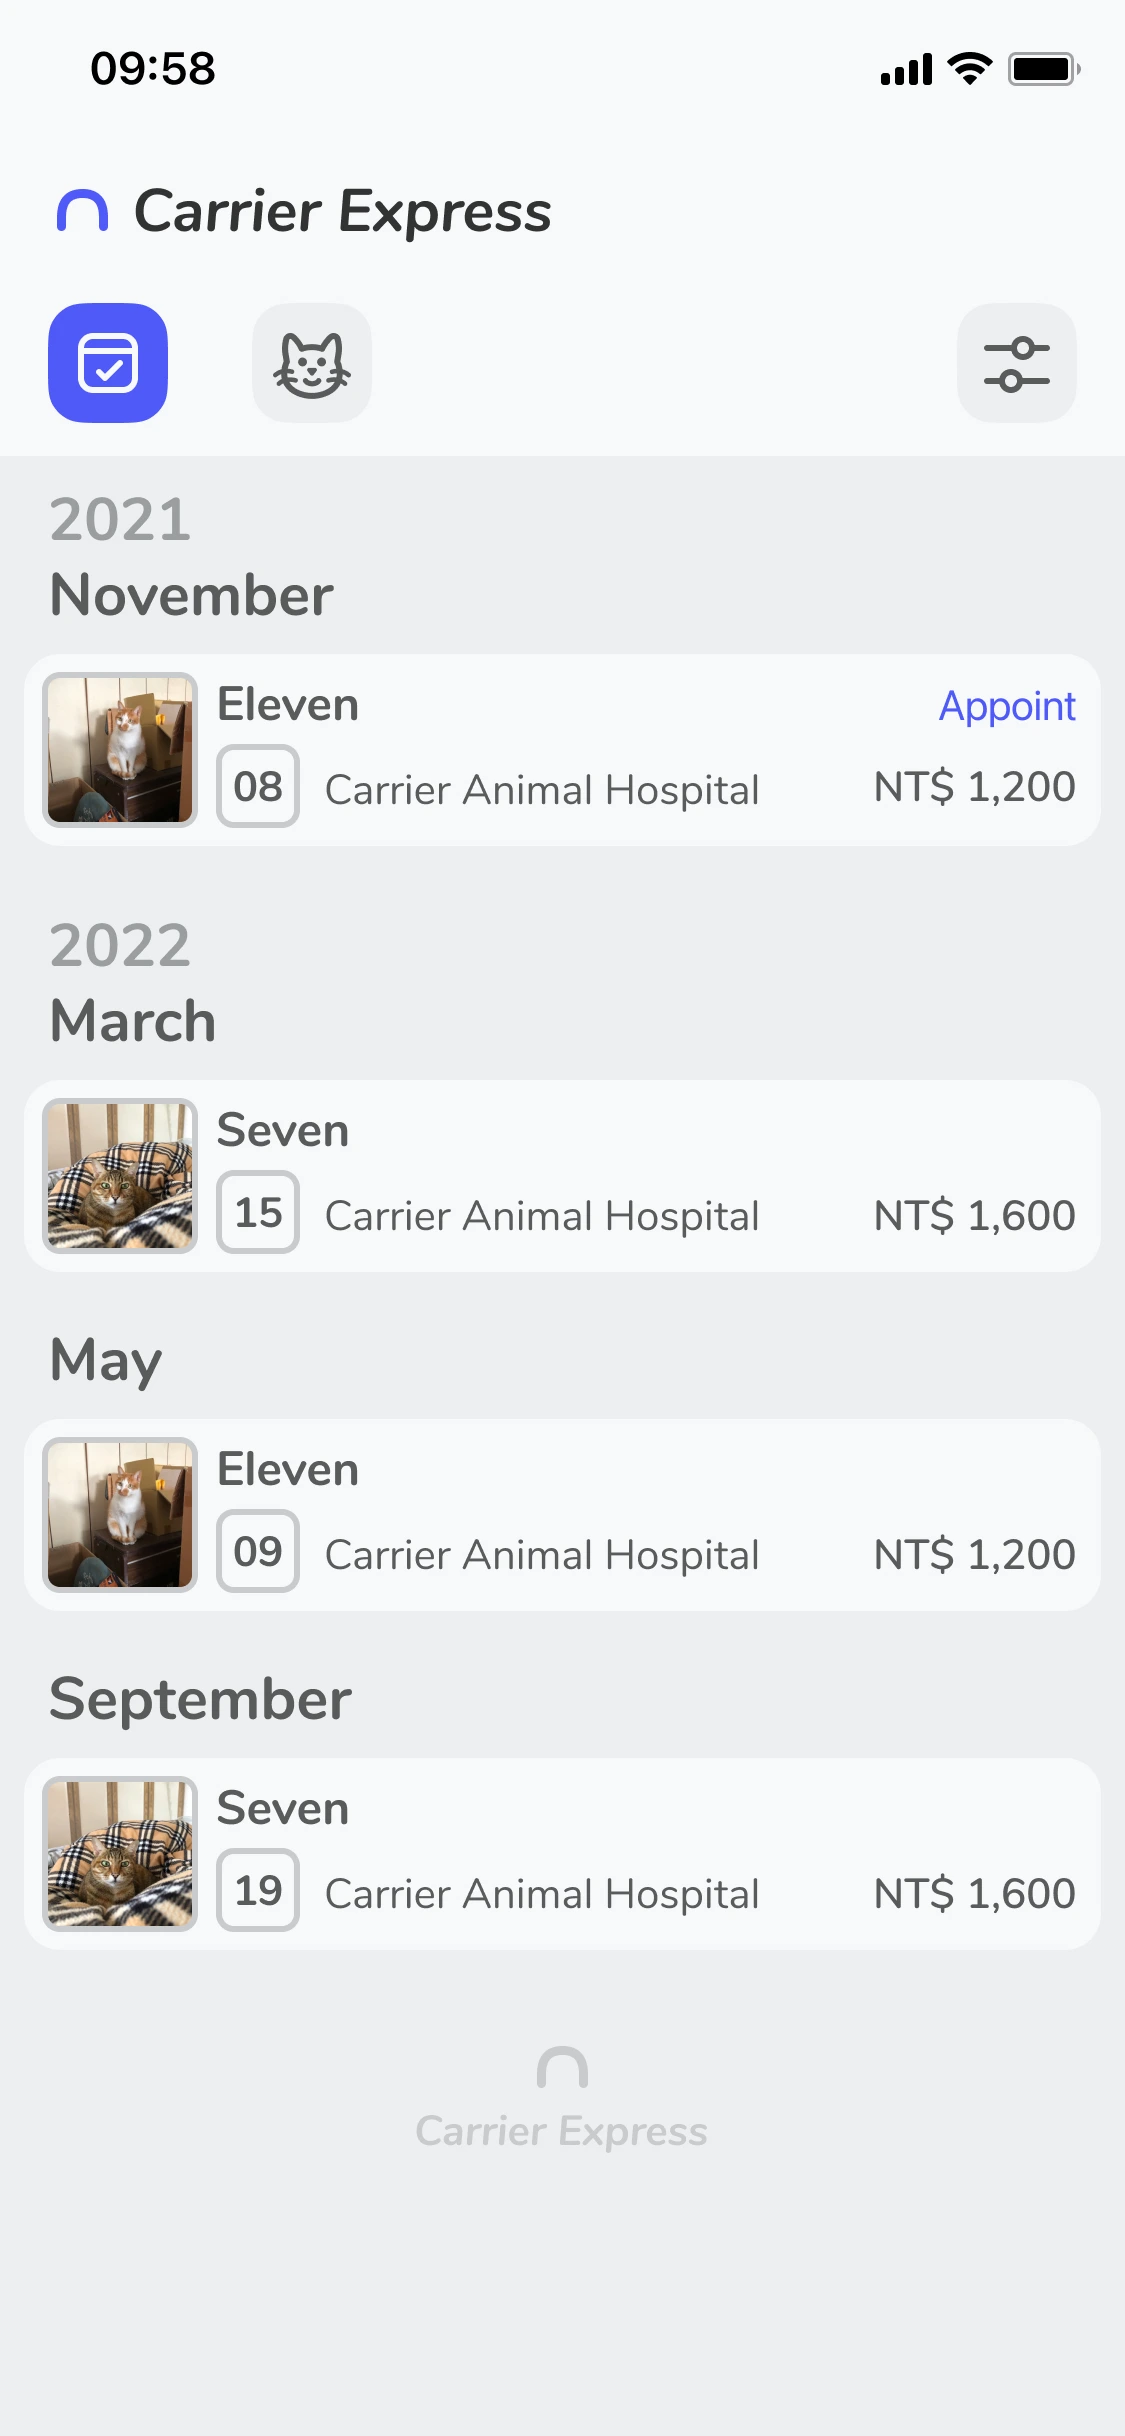 09:58
Carrier Express
2021
November
Eleven
Appoint
08 Carrier Animal Hospital NT$ 1,200
2022
March
Seven
15 Carrier Animal Hospital NT$ 1,600
May
Eleven
09 Carrier Animal Hospital NT$ 1,200
September
Seven
19 Carrier Animal Hospital NT$ 1,600
Carrier Express